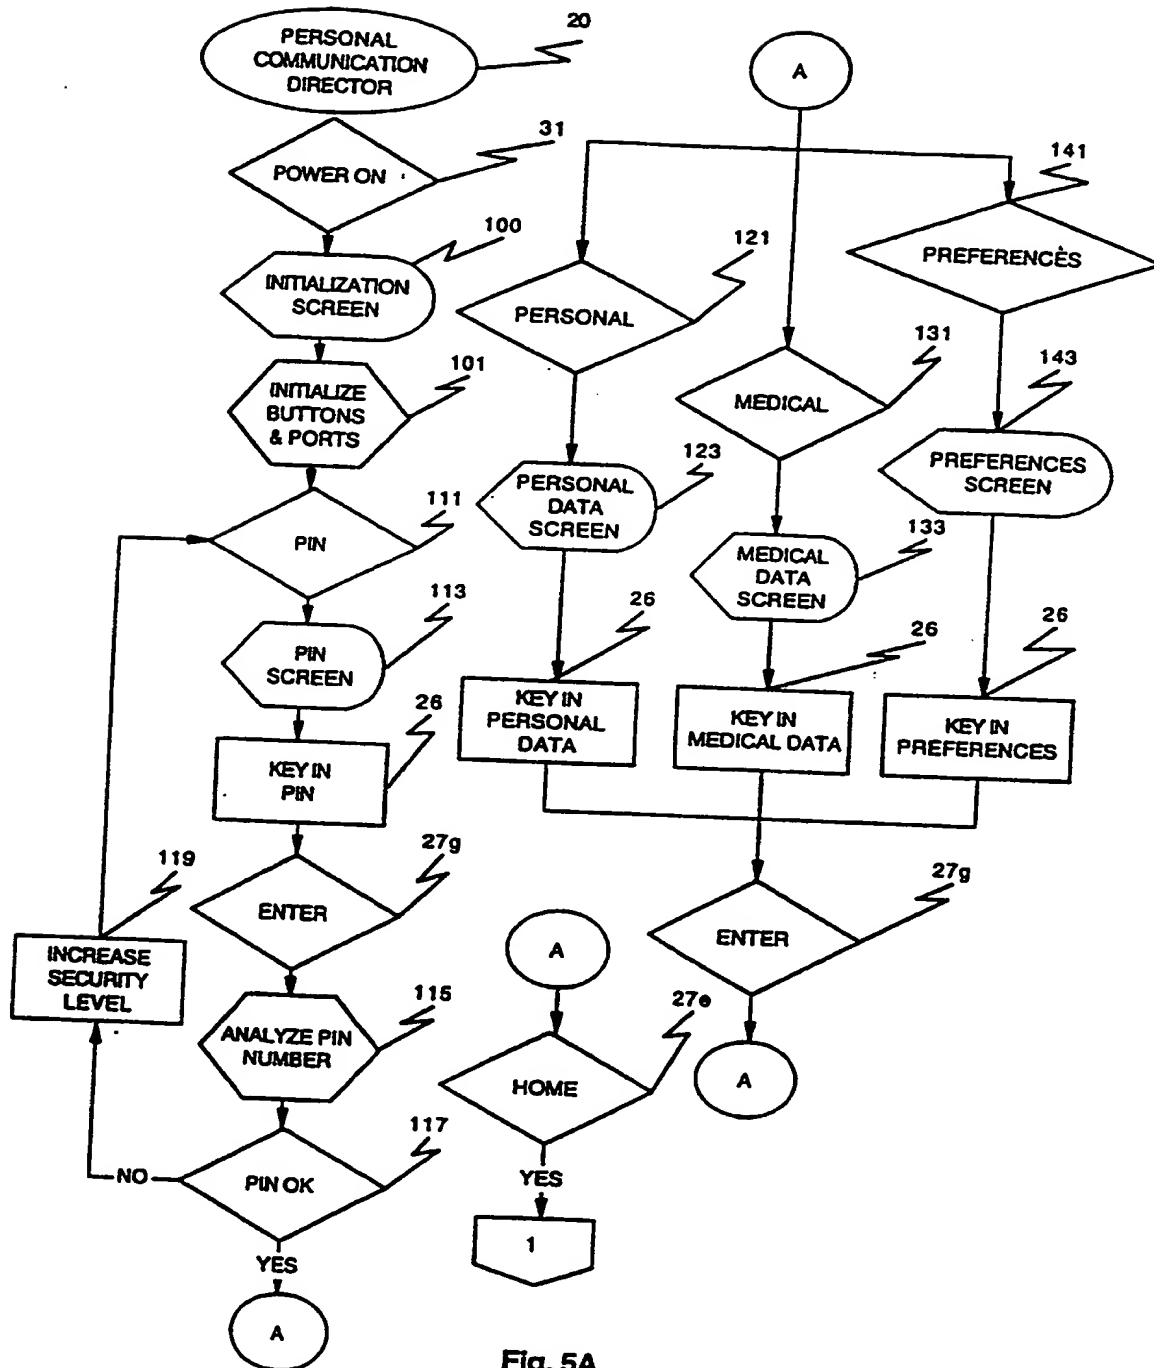 PERSONAL
COMMUNICATION
DIRECTOR
20
POWER ON
31
INITIALIZATION
SCREEN
100
INITIALIZE
BUTTONS
& PORTS
101
PIN
111
PIN
SCREEN
113
KEY IN
PIN
26
ENTER
27g
INCREASE
SECURITY
LEVEL
119
ANALYZE PIN
NUMBER
115
PIN OK
117
NO
YES
A
A
PERSONAL
121
PERSONAL
DATA
SCREEN
123
KEY IN
PERSONAL
DATA
26
MEDICAL
131
MEDICAL
DATA
SCREEN
133
KEY IN
MEDICAL DATA
26
PREFERENCES
141
PREFERENCES
SCREEN
143
KEY IN
PREFERENCES
26
ENTER
27g
A
A
HOME
27e
YES
1
Fig. 5A